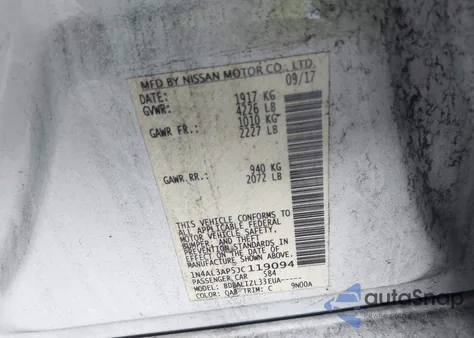 MFD BY NISSAN MOTOR CO., LTD.
DATE: 09/17
GVWR: 1917 KG
4226 LB
GAWR FR.: 1010 KG
2227 LB
GAWR.RR.: 940 KG
2072 LB
THIS VEHICLE CONFORMS TO
ALL APPLICABLE FEDERAL
MOTOR VEHICLE SAFETY,
BUMPER, AND THEFT
PREVENTION STANDARDS IN
EFFECT ON THE DATE OF
MANUFACTURE SHOWN ABOVE.
1N4AL3AP5JC119094
PASSENGER CAR 584
MODEL:
COLOR: QAB TRIM: C 9N00A
autoSnap